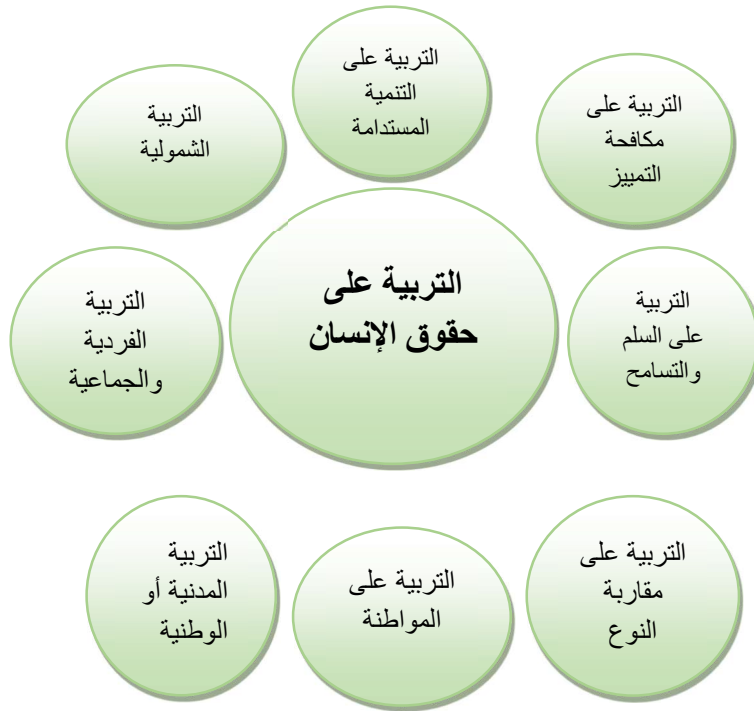 التربية على
التنمية
المستدامة
التربية على
مكافحة
التمييز
التربية
الشمولية
التربية على
حقوق الإنسان
التربية
على السلم
والتسامح
التربية
الفردية
والجماعية
التربية على
مقاربة
النوع
التربية على
المواطنة
التربية
المدنية أو
الوطنية